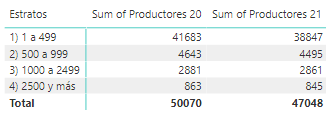 Estratos Sum of Productores 20 Sum of Productores 21
1) 1 a 499 41683 38847
2) 500 a 999 4643 4495
3) 1000 a 2499 2881 2861
4) 2500 y más 863 845
Total 50070 47048